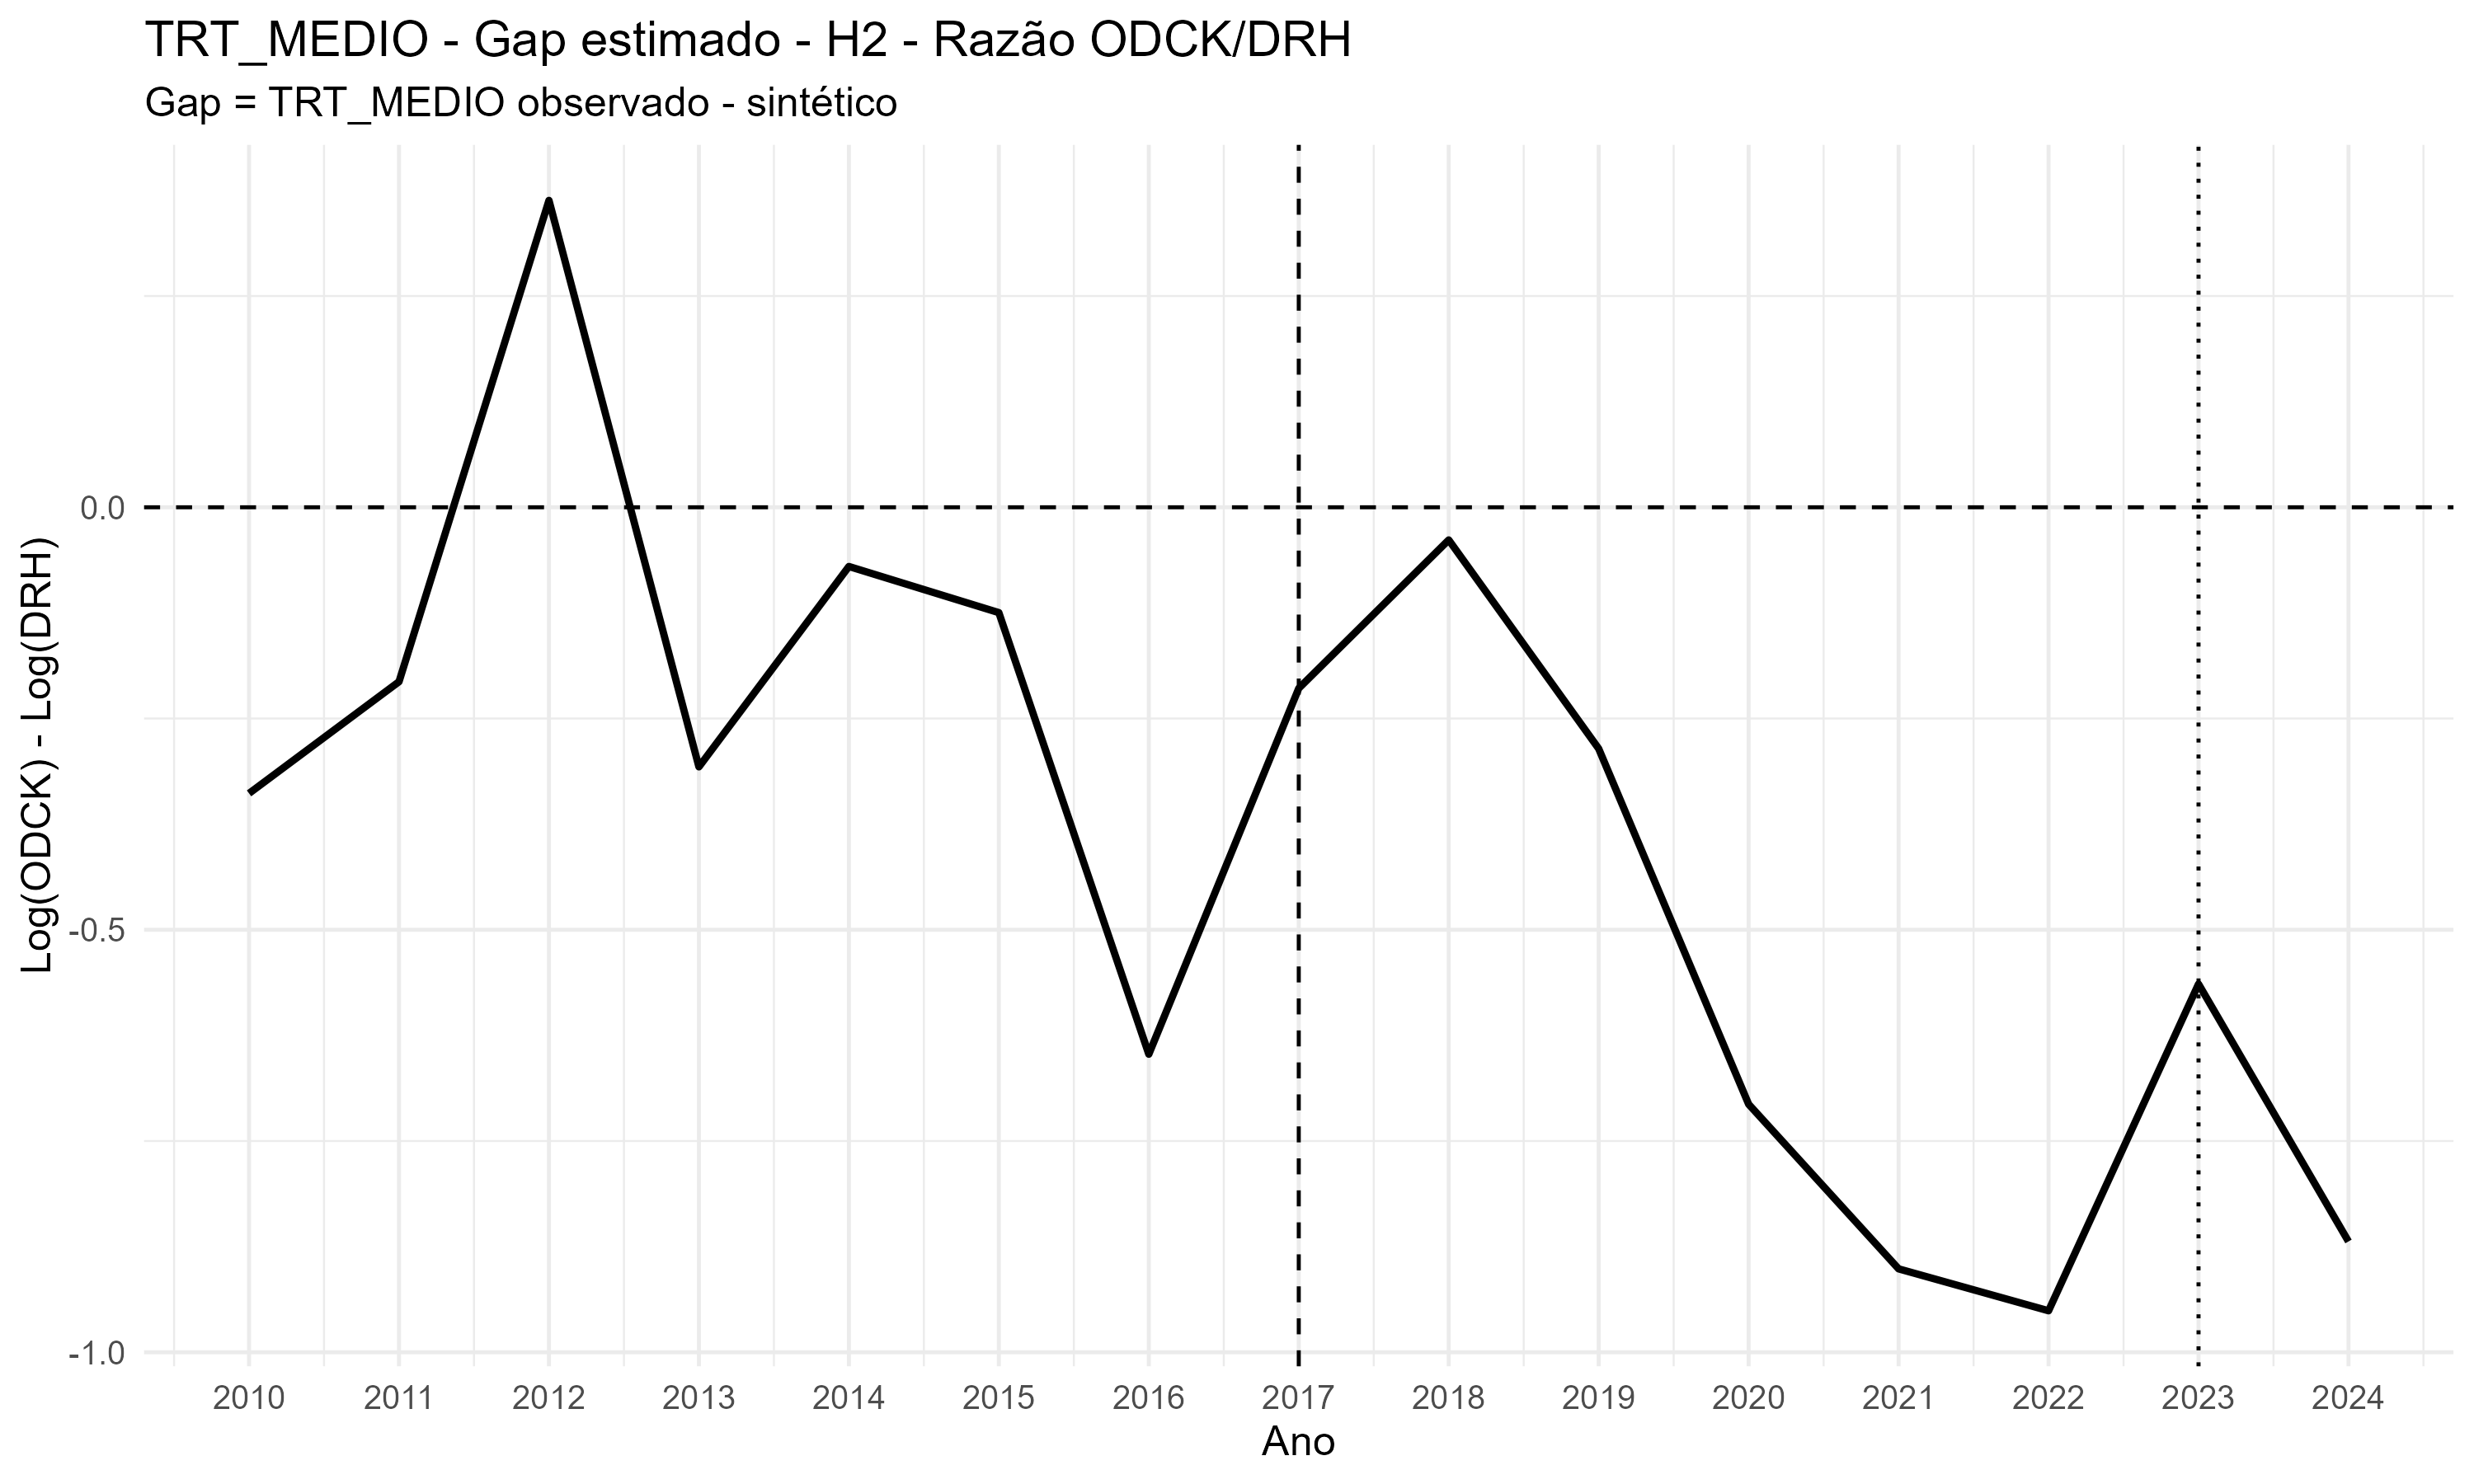 TRT_MEDIO - Gap estimado - H2 - Razão ODCK/DRH
Gap = TRT_MEDIO observado - sintético
Log(ODCK) - Log(DRH)
0.0
-0.5
-1.0
2010 2011 2012 2013 2014 2015 2016 2017 2018 2019 2020 2021 2022 2023 2024
Ano